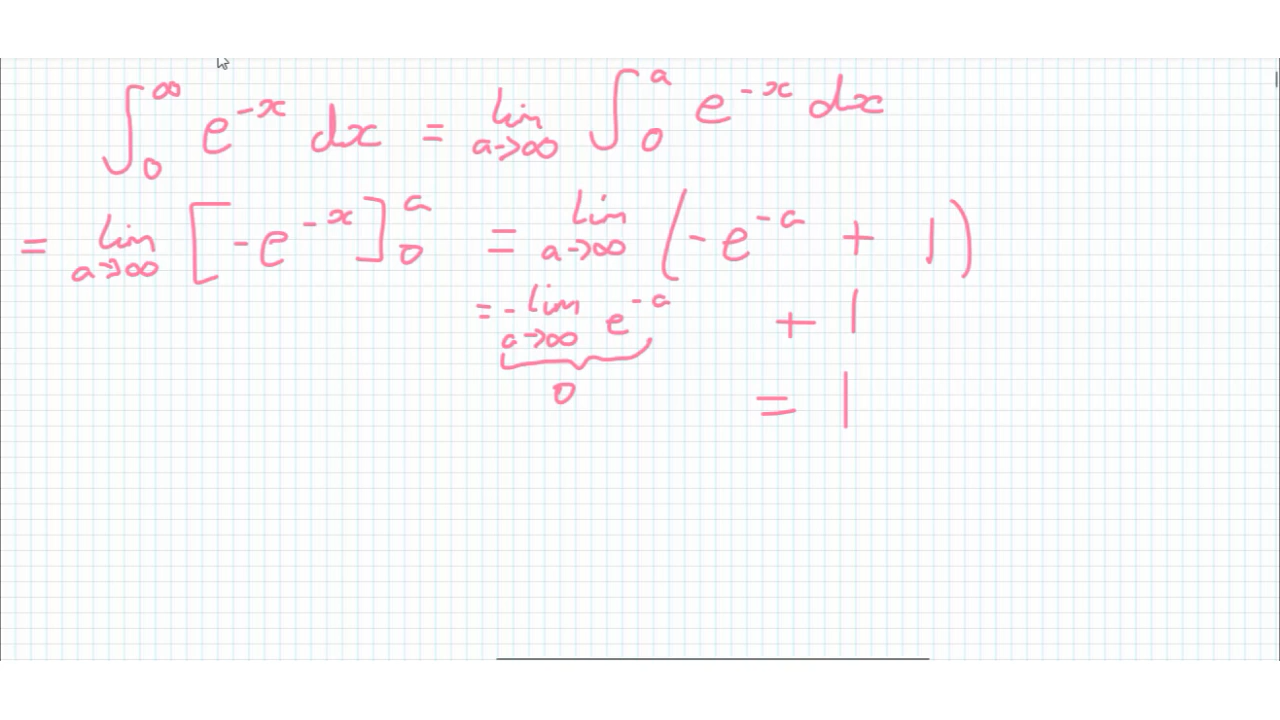 ∫₀^∞ e^{-x} dx = lim_{a→∞} ∫₀^a e^{-x} dx
= lim_{a→∞} [-e^{-x}]₀^a = lim_{a→∞} (-e^{-a} + 1)
= -lim_{a→∞} e^{-a} + 1
0
= 1